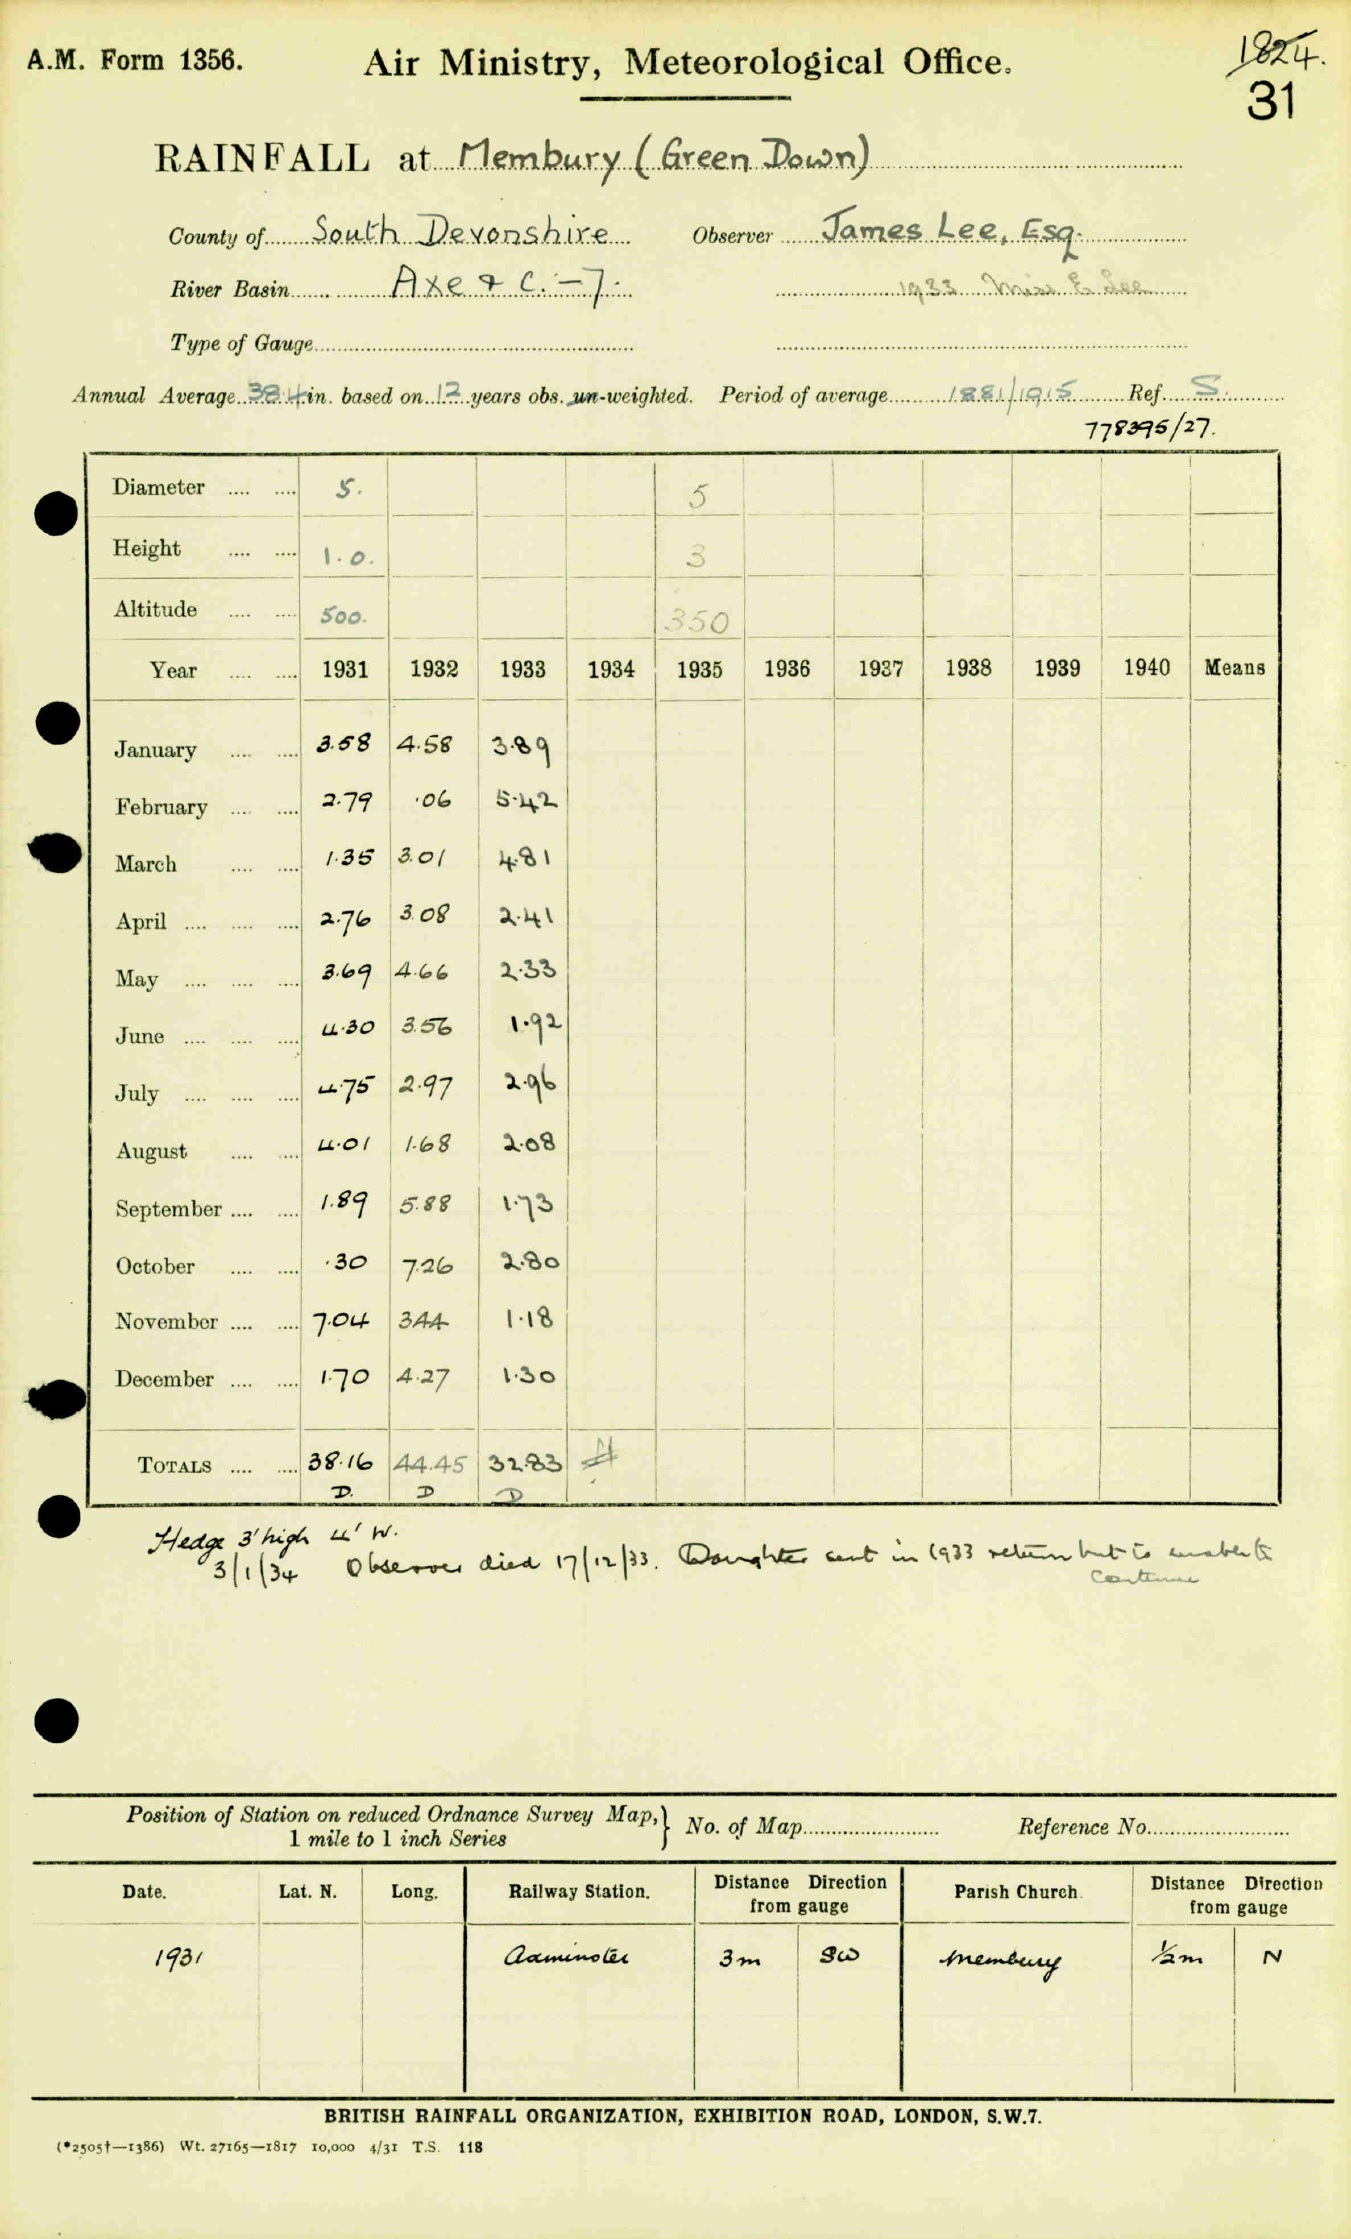 A.M. Form 1356.
Air Ministry, Meteorological Office.
1824.
31
RAINFALL at Membury (Green Down)
County of South Devonshire Observer James Lee, Esq.
River Basin Axe & C. - 7. 1933 Miss E Lee
Type of Gauge
Annual Average 38.4 in. based on 12 years obs. un-weighted. Period of average 1881/1915 Ref. S.
778395/27.
Diameter 5. 5
Height 1.0. 3
Altitude 500. 350
Year 1931 1932 1933 1934 1935 1936 1937 1938 1939 1940 Means
January 3.58 4.58 3.89
February 2.79 .06 5.42
March 1.35 3.01 4.81
April 2.76 3.08 2.41
May 3.69 4.66 2.33
June 4.30 3.56 1.92
July 4.75 2.97 2.96
August 4.01 1.68 2.08
September 1.89 5.88 1.73
October .30 7.26 2.80
November 7.04 3.44 1.18
December 1.70 4.27 1.30
TOTALS 38.16 44.45 32.83
D. D D
Hedge 3' high 4' W.
3/1/34 Observer died 17/12/33. Daughter sent in 1933 return but is unable to
continue
Position of Station on reduced Ordnance Survey Map,
1 mile to 1 inch Series
No. of Map Reference No.
Date. Lat. N. Long. Railway Station. Distance Direction from gauge Parish Church. Distance Direction from gauge
1931 Axminster 3m SW Membury ½m N
BRITISH RAINFALL ORGANIZATION, EXHIBITION ROAD, LONDON, S.W.7.
(*2505†—1386) Wt. 27165—1817 10,000 4/31 T.S. 118